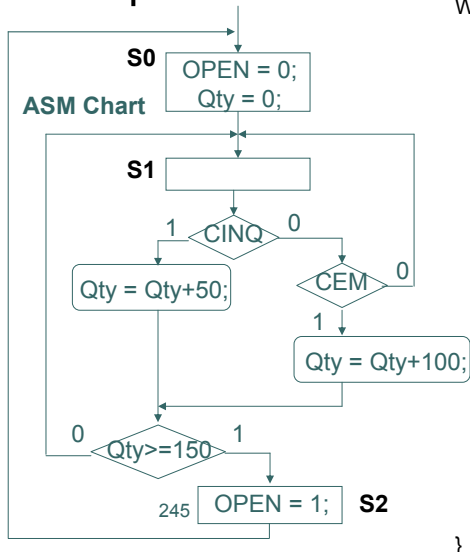 W
S0
OPEN = 0;
Qty = 0;
ASM Chart
S1
1
CINQ
0
Qty = Qty+50;
CEM
0
1
Qty = Qty+100;
0
Qty>=150
1
245
OPEN = 1;
S2
}